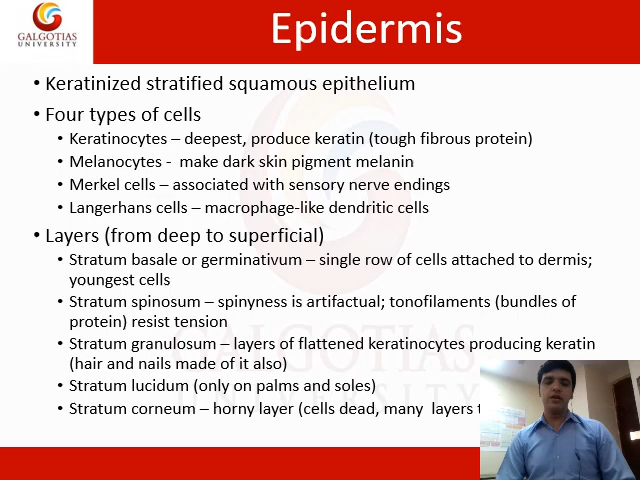 GALGOTIAS
UNIVERSITY
Epidermis
• Keratinized stratified squamous epithelium
• Four types of cells
• Keratinocytes – deepest, produce keratin (tough fibrous protein)
• Melanocytes - make dark skin pigment melanin
• Merkel cells – associated with sensory nerve endings
• Langerhans cells – macrophage-like dendritic cells
• Layers (from deep to superficial)
• Stratum basale or germinativum – single row of cells attached to dermis;
youngest cells
• Stratum spinosum – spinyness is artifactual; tonofilaments (bundles of
protein) resist tension
• Stratum granulosum – layers of flattened keratinocytes producing keratin
(hair and nails made of it also)
• Stratum lucidum (only on palms and soles)
• Stratum corneum – horny layer (cells dead, many layers
GALGOTIAS
UNIVERSITY